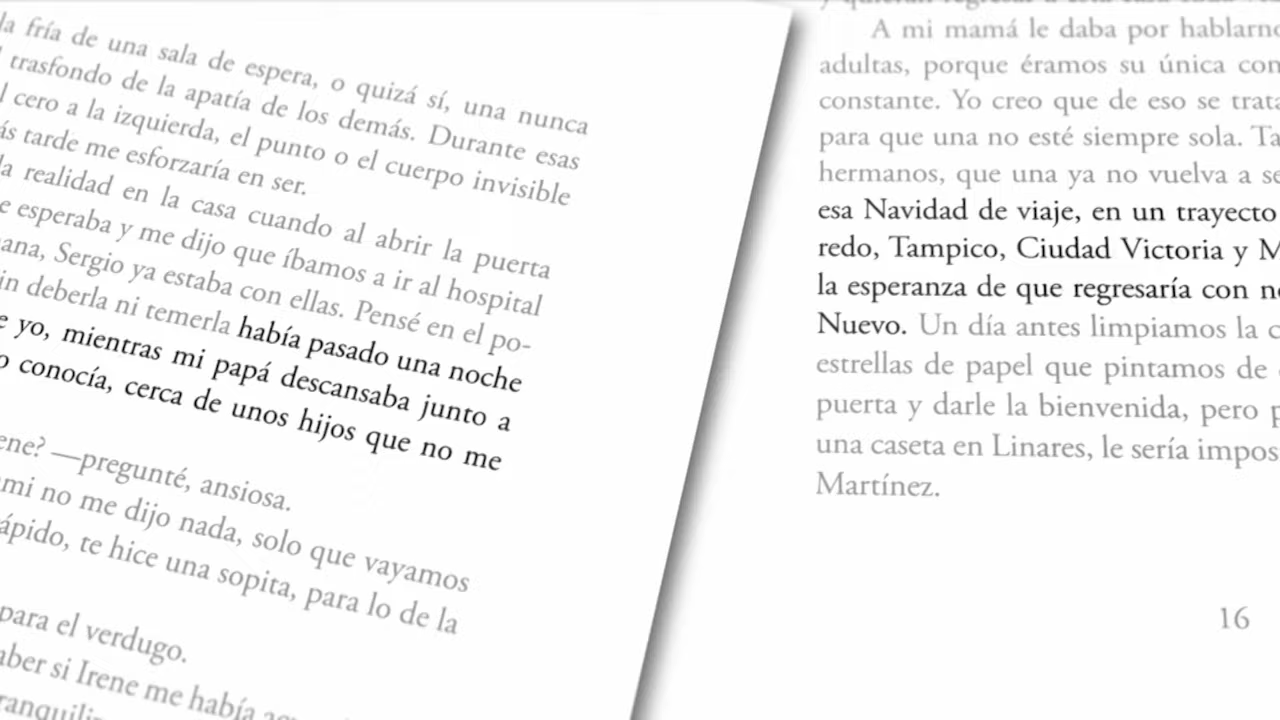 la fría de una sala de espera, o quizá sí, una nunca
trasfondo de la apatía de los demás. Durante esas
cero a la izquierda, el punto o el cuerpo invisible
ás tarde me esforzaría en ser.
la realidad en la casa cuando al abrir la puerta
e esperaba y me dijo que íbamos a ir al hospital
ana, Sergio ya estaba con ellas. Pensé en el po-
in deberla ni temerla había pasado una noche
e yo, mientras mi papá descansaba junto a
o conocía, cerca de unos hijos que no me
ene? —pregunté, ansiosa.
mi no me dijo nada, solo que vayamos
ápido, te hice una sopita, para lo de la
para el verdugo.
aber si Irene me había
A mi mamá le daba por hablarno
adultas, porque éramos su única con
constante. Yo creo que de eso se trata
para que una no esté siempre sola. Ta
hermanos, que una ya no vuelva a se
esa Navidad de viaje, en un trayecto
redo, Tampico, Ciudad Victoria y M
la esperanza de que regresaría con n
Nuevo. Un día antes limpiamos la c
estrellas de papel que pintamos de
puerta y darle la bienvenida, pero p
una caseta en Linares, le sería impos
Martínez.
16